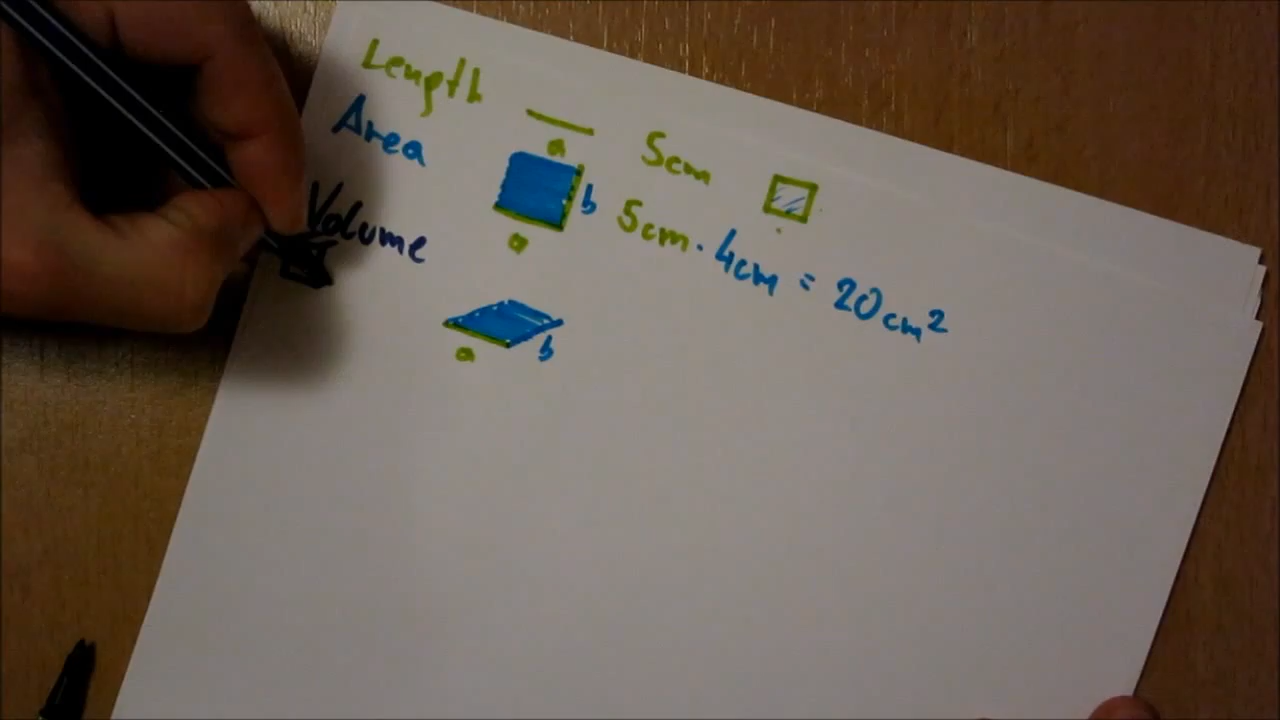 Length
a
5cm
Area
b
a
5cm · 4cm = 20cm²
Volume
a
b